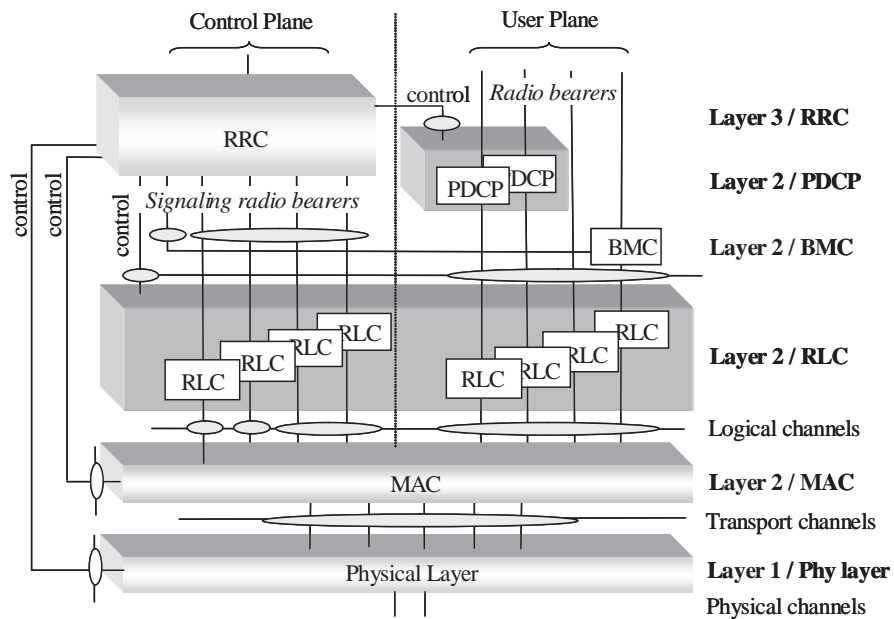 Control Plane
User Plane
control
Radio bearers
Layer 3 / RRC
RRC
PDCP
PDCP
Layer 2 / PDCP
control
control
control
Signaling radio bearers
BMC
Layer 2 / BMC
RLC
RLC
RLC
RLC
RLC
RLC
RLC
RLC
Layer 2 / RLC
Logical channels
MAC
Layer 2 / MAC
Transport channels
Physical Layer
Layer 1 / Phy layer
Physical channels